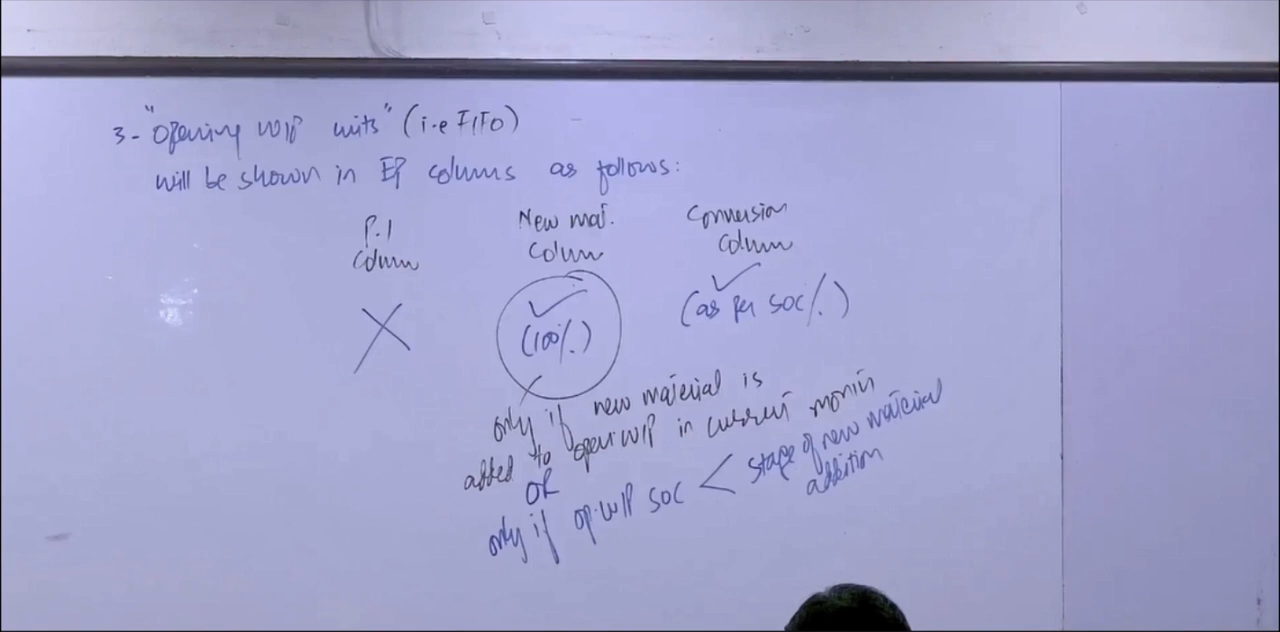 3- "Opening WIP units" (i.e FIFO)
will be shown in EP columns as follows:
P.I Column
New mat. Column
Conversion Column
X
✓ (100%)
✓ (as per SOC%)
only if new material is
added to open.WIP in current month
OR
only if op.WIP SOC < stage of new material addition